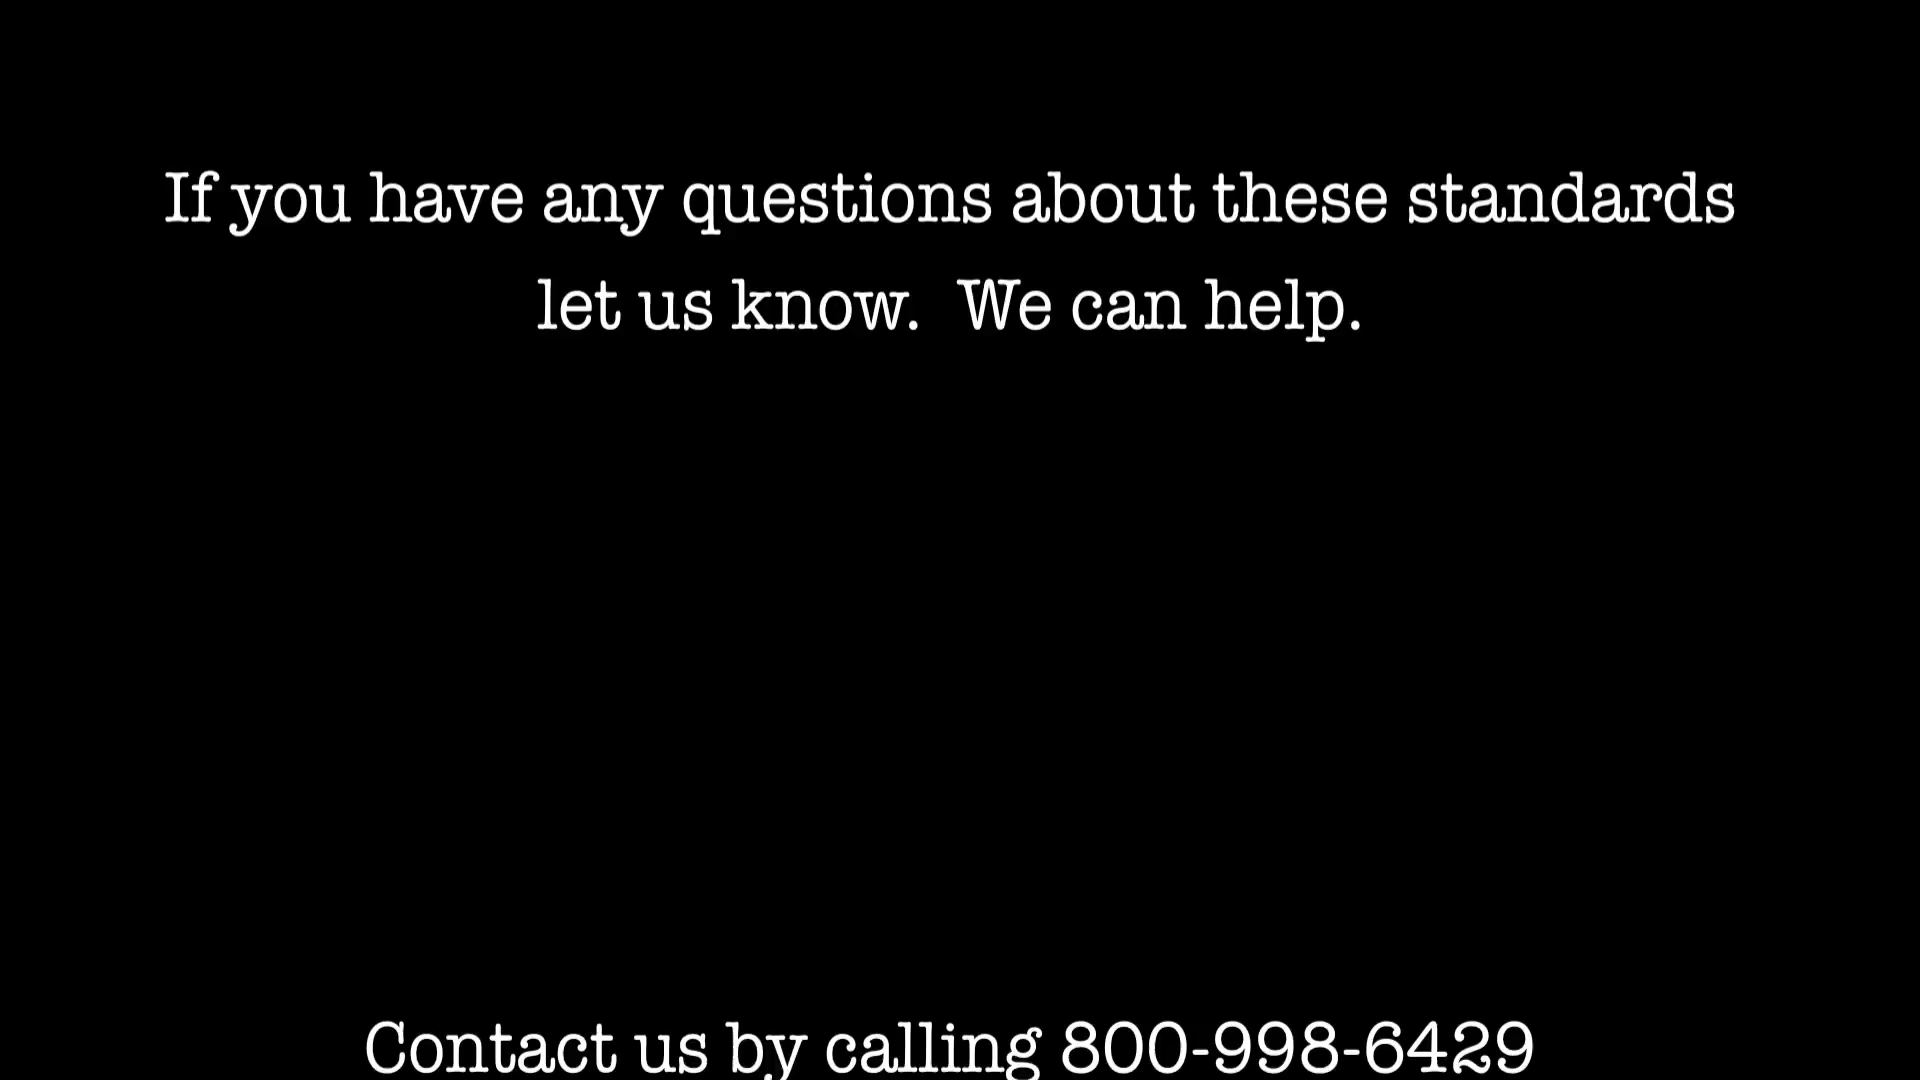 If you have any questions about these standards
let us know.  We can help.
Contact us by calling 800-998-6429